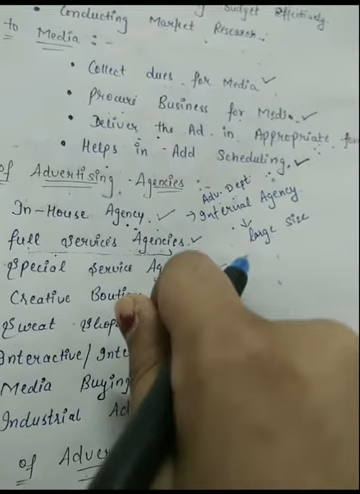 Budget effectively.
• Conducting Market Research.
to Media :-
• Collect dues for Media ✓
• Procure Business for Media. ✓
• Deliver the Ad. in Appropriate
• Helps in Add Scheduling. ✓
of Advertising Agencies :-
Adv. Dept
In-House Agency. ✓ → Internal Agency
full Services Agencies. ✓
↓ large size
Special Service
Creative
Sweat Shop
Interactive/
Media Buying
Industrial
of